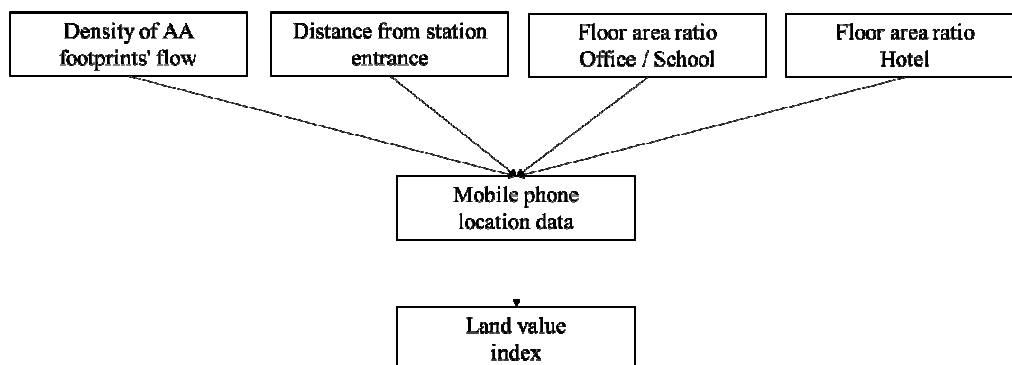 Density of AA
footprints' flow
Distance from station
entrance
Floor area ratio
Office / School
Floor area ratio
Hotel
Mobile phone
location data
Land value
index